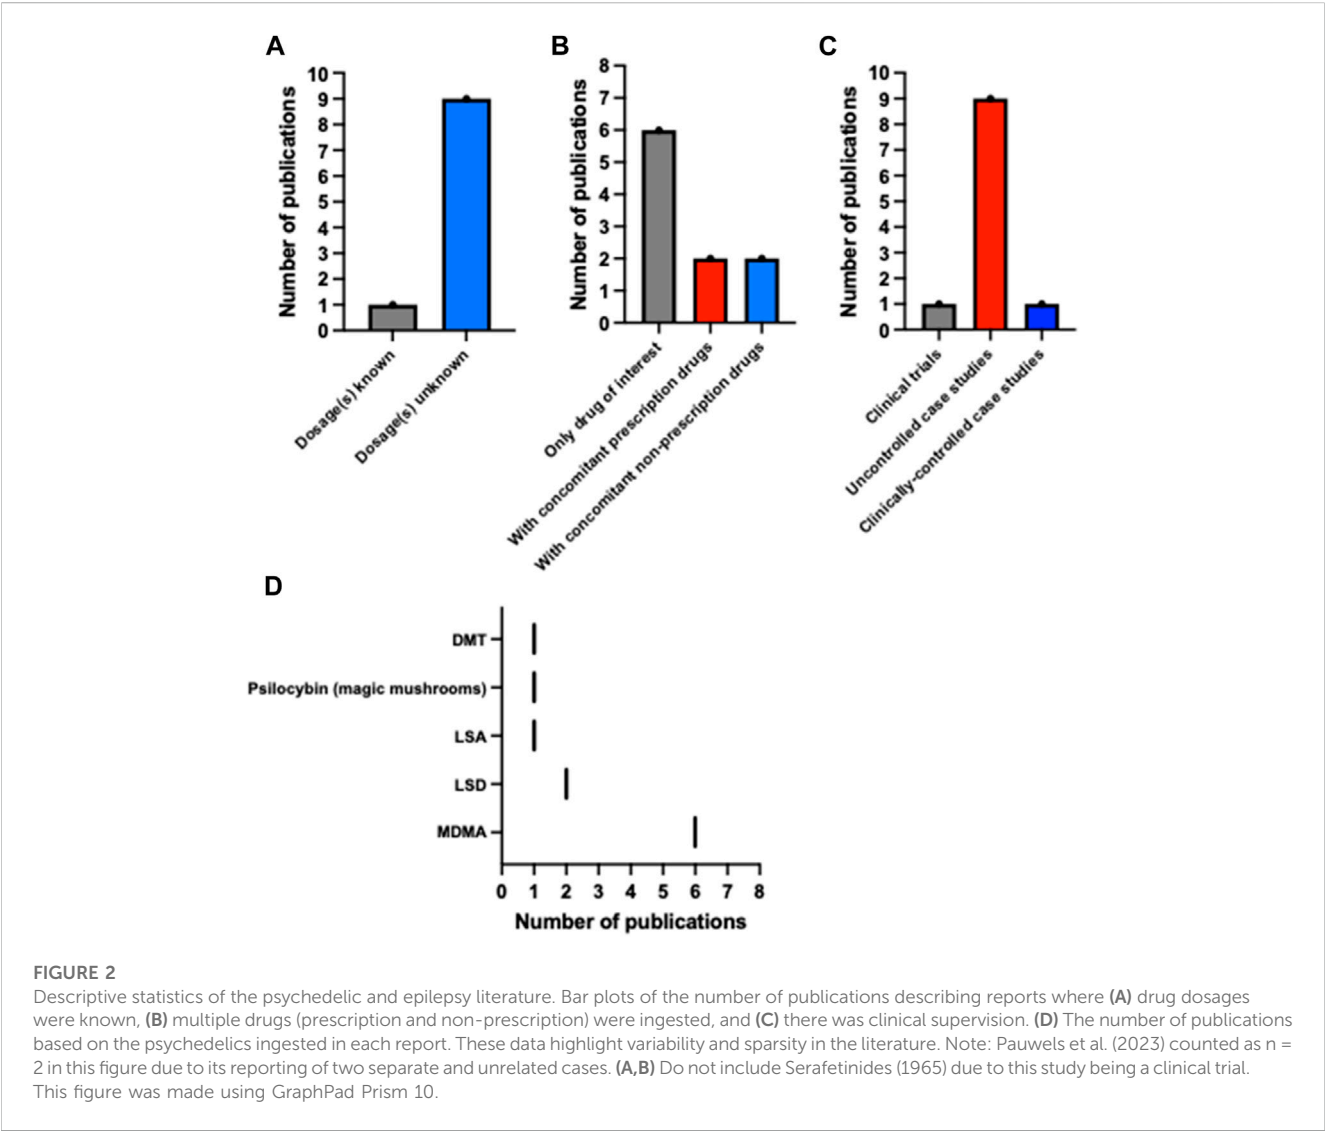 A
Number of publications
10
9
8
7
6
5
4
3
2
1
0
Dosage(s) known
Dosage(s) unknown
B
Number of publications
8
7
6
5
4
3
2
1
0
Only drug of interest
With concomitant prescription drugs
With concomitant non-prescription drugs
C
Number of publications
10
9
8
7
6
5
4
3
2
1
0
Clinical trials
Uncontrolled case studies
Clinically-controlled case studies
D
DMT
Psilocybin (magic mushrooms)
LSA
LSD
MDMA
0 1 2 3 4 5 6 7 8
Number of publications
FIGURE 2
Descriptive statistics of the psychedelic and epilepsy literature. Bar plots of the number of publications describing reports where (A) drug dosages
were known, (B) multiple drugs (prescription and non-prescription) were ingested, and (C) there was clinical supervision. (D) The number of publications
based on the psychedelics ingested in each report. These data highlight variability and sparsity in the literature. Note: Pauwels et al. (2023) counted as n =
2 in this figure due to its reporting of two separate and unrelated cases. (A,B) Do not include Serafetinides (1965) due to this study being a clinical trial.
This figure was made using GraphPad Prism 10.